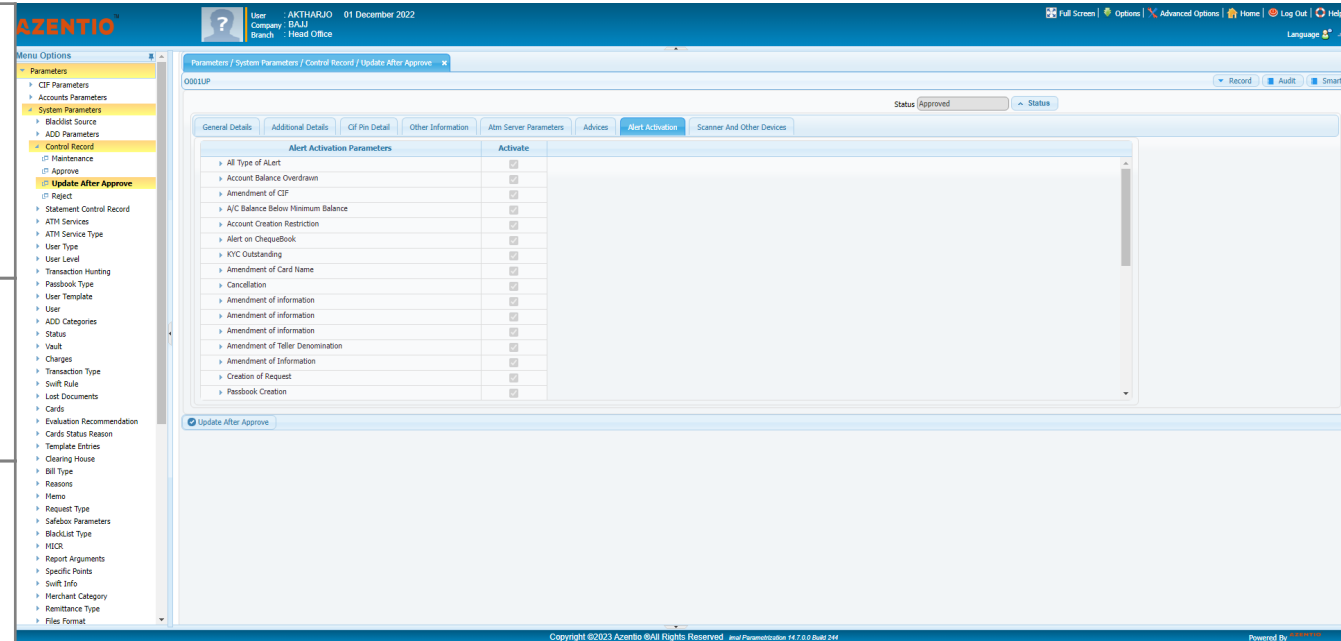 AZENTIO
?
User : AKTHARJO 01 December 2022
Company : BAJJ
Branch : Head Office
Full Screen | Options | Advanced Options | Home | Log Out | Help
Language
Menu Options
Parameters
CIF Parameters
Accounts Parameters
System Parameters
Blacklist Source
ADD Parameters
Control Record
Maintenance
Approve
Update After Approve
Reject
Statement Control Record
ATM Services
ATM Service Type
User Type
User Level
Transaction Hunting
Passbook Type
User Template
User
ADD Categories
Status
Vault
Charges
Transaction Type
Swift Rule
Lost Documents
Cards
Evaluation Recommendation
Cards Status Reason
Template Entries
Clearing House
Bill Type
Reasons
Memo
Request Type
Safebox Parameters
BlackList Type
MICR
Report Arguments
Specific Points
Swift Info
Merchant Category
Remittance Type
Files Format
Parameters / System Parameters / Control Record / Update After Approve x
O001UP
Record Audit Smart
Status Approved Status
General Details Additional Details Cif Pin Detail Other Information Atm Server Parameters Advices Alert Activation Scanner And Other Devices
Alert Activation Parameters Activate
All Type of ALert
Account Balance Overdrawn
Amendment of CIF
A/C Balance Below Minimum Balance
Account Creation Restriction
Alert on ChequeBook
KYC Outstanding
Amendment of Card Name
Cancellation
Amendment of information
Amendment of information
Amendment of information
Amendment of Teller Denomination
Amendment of Information
Creation of Request
Passbook Creation
Update After Approve
Copyright ©2023 Azentio ®All Rights Reserved imal Parametrization 14.7.0.0 Build 244
Powered By AZENTIO